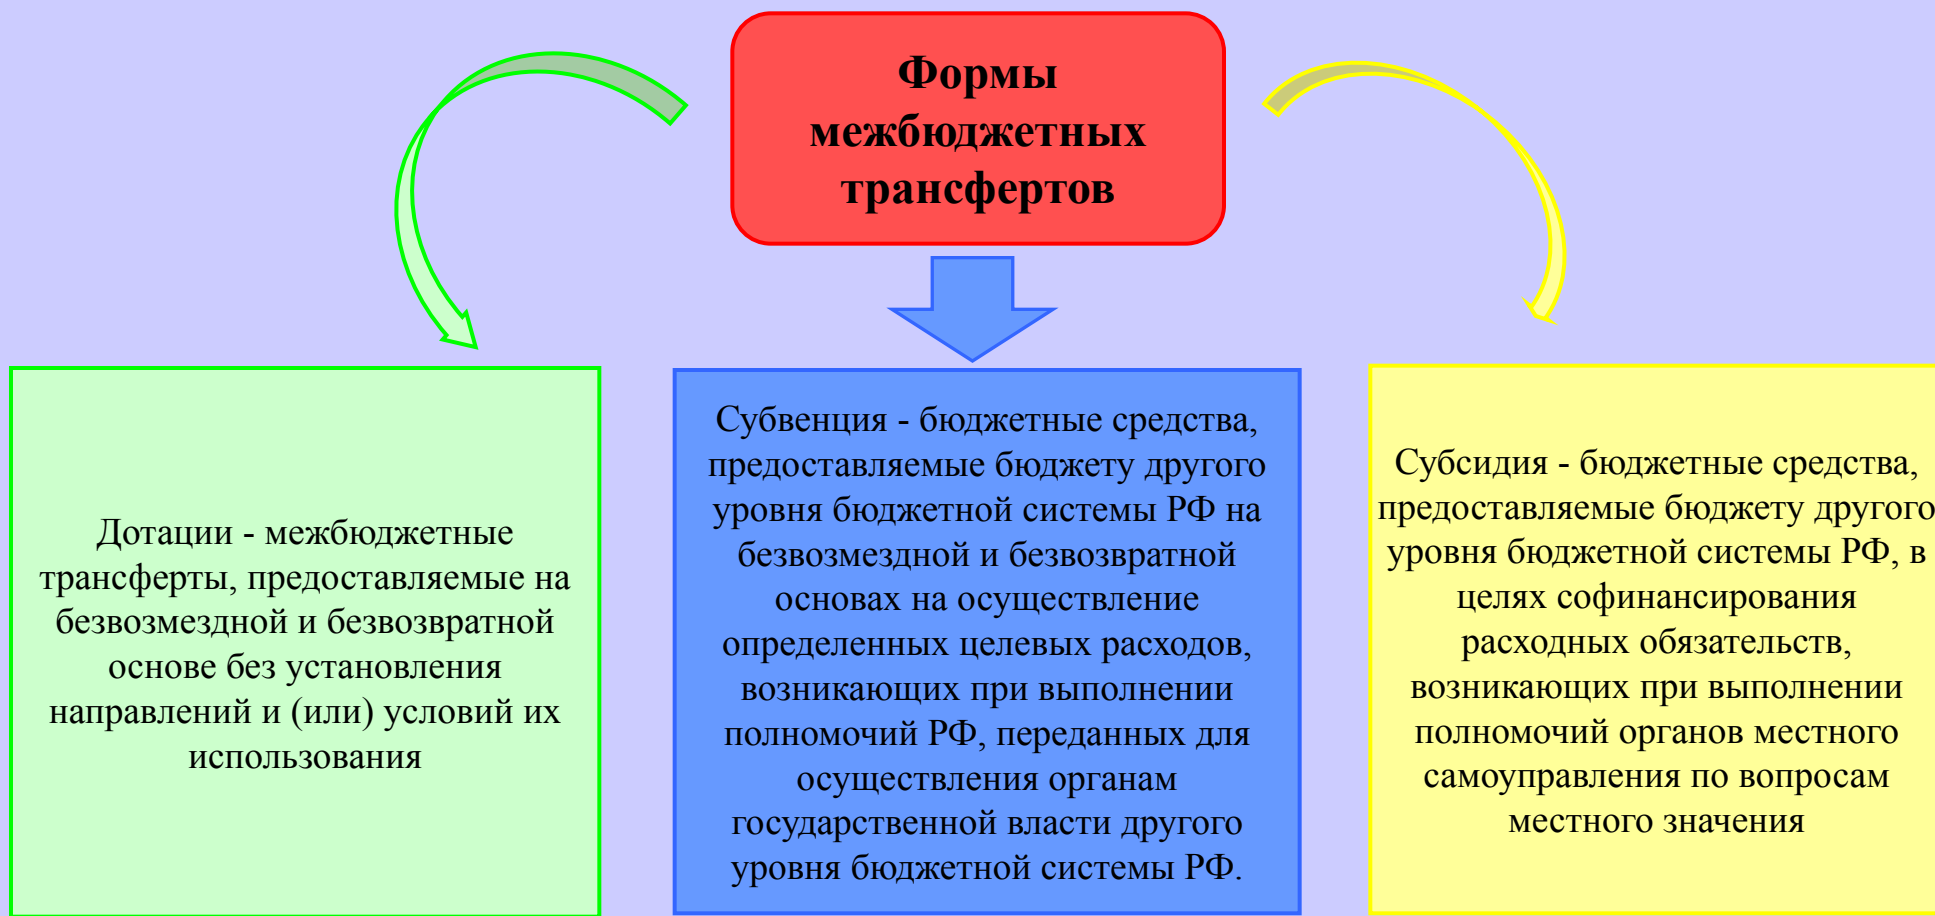 Формы
межбюджетных
трансфертов
Дотации - межбюджетные
трансферты, предоставляемые на
безвозмездной и безвозвратной
основе без установления
направлений и (или) условий их
использования
Субвенция - бюджетные средства,
предоставляемые бюджету другого
уровня бюджетной системы РФ на
безвозмездной и безвозвратной
основах на осуществление
определенных целевых расходов,
возникающих при выполнении
полномочий РФ, переданных для
осуществления органам
государственной власти другого
уровня бюджетной системы РФ.
Субсидия - бюджетные средства,
предоставляемые бюджету другого
уровня бюджетной системы РФ, в
целях софинансирования
расходных обязательств,
возникающих при выполнении
полномочий органов местного
самоуправления по вопросам
местного значения